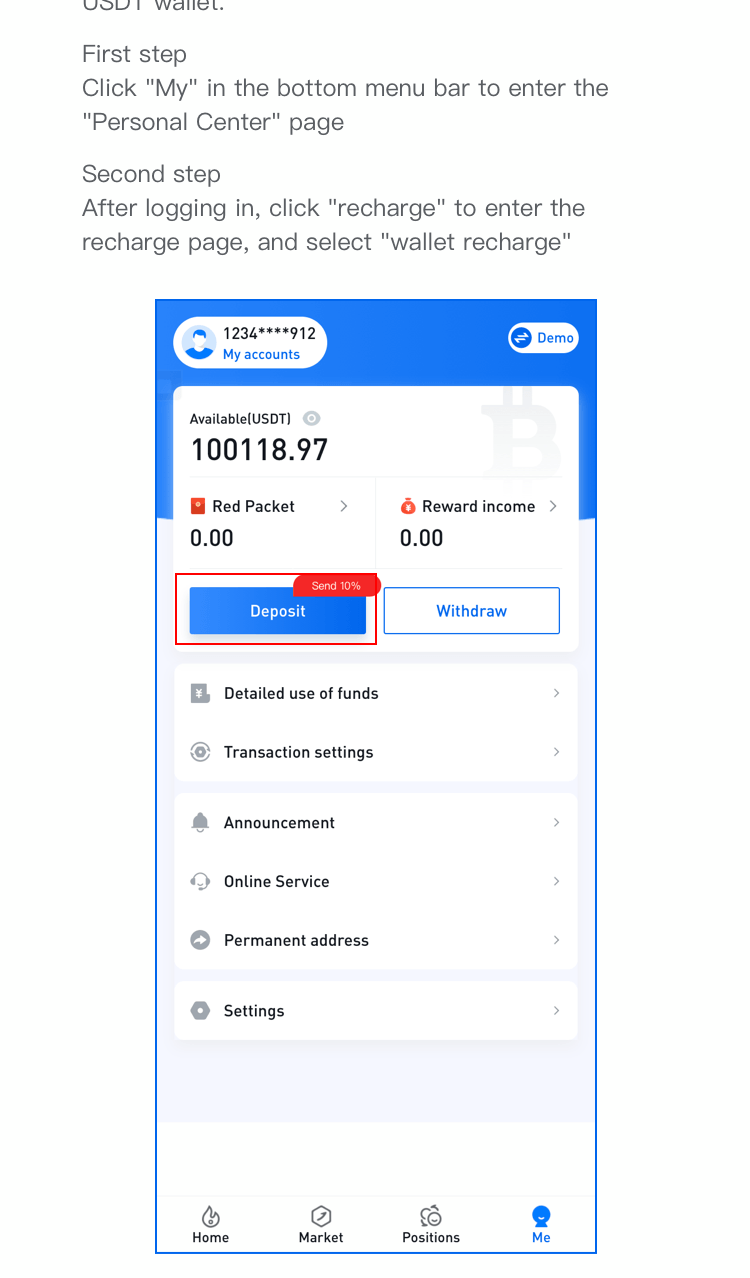 USDT wallet.
First step
Click "My" in the bottom menu bar to enter the
"Personal Center" page
Second step
After logging in, click "recharge" to enter the
recharge page, and select "wallet recharge"
1234****912
My accounts
Demo
Available(USDT)
100118.97
Red Packet
Reward income
0.00
0.00
Send 10%
Deposit
Withdraw
Detailed use of funds
Transaction settings
Announcement
Online Service
Permanent address
Settings
Home
Market
Positions
Me